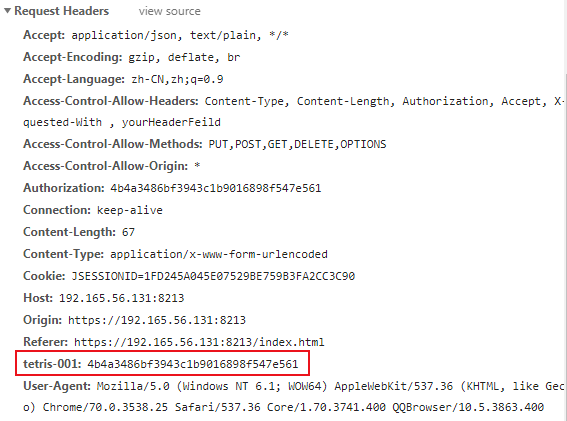 Request Headers view source
Accept: application/json, text/plain, */*
Accept-Encoding: gzip, deflate, br
Accept-Language: zh-CN,zh;q=0.9
Access-Control-Allow-Headers: Content-Type, Content-Length, Authorization, Accept, X-
quested-With , yourHeaderFeild
Access-Control-Allow-Methods: PUT,POST,GET,DELETE,OPTIONS
Access-Control-Allow-Origin: *
Authorization: 4b4a3486bf3943c1b9016898f547e561
Connection: keep-alive
Content-Length: 67
Content-Type: application/x-www-form-urlencoded
Cookie: JSESSIONID=1FD245A045E07529BE759B3FA2CC3C90
Host: 192.165.56.131:8213
Origin: https://192.165.56.131:8213
Referer: https://192.165.56.131:8213/index.html
tetris-001: 4b4a3486bf3943c1b9016898f547e561
User-Agent: Mozilla/5.0 (Windows NT 6.1; WOW64) AppleWebKit/537.36 (KHTML, like Gec
o) Chrome/70.0.3538.25 Safari/537.36 Core/1.70.3741.400 QQBrowser/10.5.3863.400